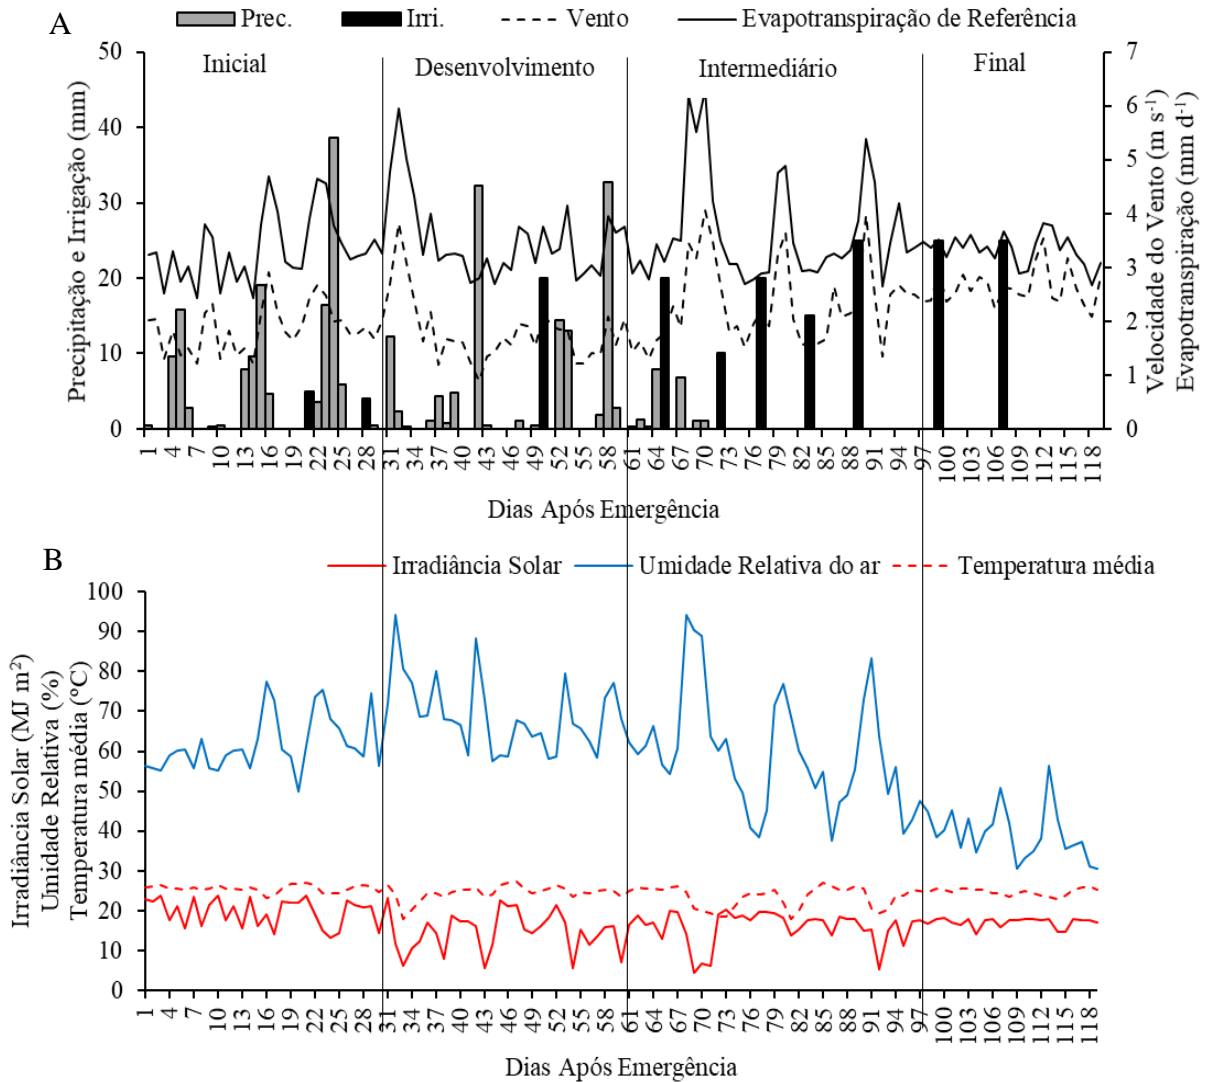 A
Prec. Irri. Vento Evapotranspiração de Referência
Inicial Desenvolvimento Intermediário Final
Precipitação e Irrigação (mm)
50
40
30
20
10
0
7
6
5
4
3
2
1
0
Velocidade do Vento (m s⁻¹)
Evapotranspiração (mm d⁻¹)
1 4 7 10 13 16 19 22 25 28 31 34 37 40 43 46 49 52 55 58 61 64 67 70 73 76 79 82 85 88 91 94 97 100 103 106 109 112 115 118
Dias Após Emergência
B
Irradiância Solar Umidade Relativa do ar Temperatura média
Irradiância Solar (MJ m²)
Umidade Relativa (%)
Temperatura média (ºC)
100
90
80
70
60
50
40
30
20
10
0
1 4 7 10 13 16 19 22 25 28 31 34 37 40 43 46 49 52 55 58 61 64 67 70 73 76 79 82 85 88 91 94 97 100 103 106 109 112 115 118
Dias Após Emergência